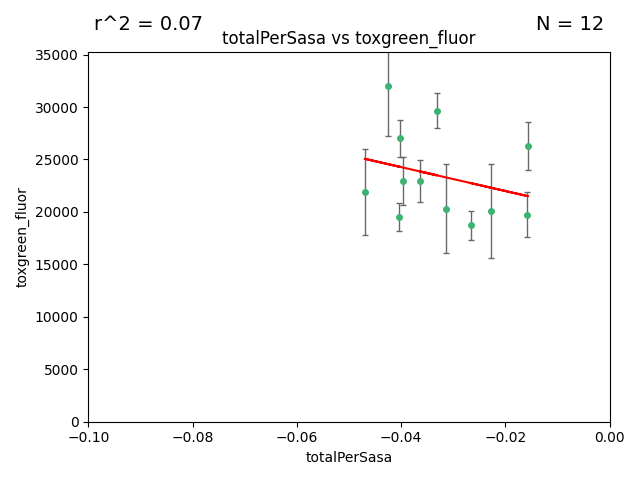 r^2 = 0.07
N = 12
totalPerSasa vs toxgreen_fluor
35000
30000
25000
20000
15000
10000
5000
0
toxgreen_fluor
−0.10
−0.08
−0.06
−0.04
−0.02
0.00
totalPerSasa